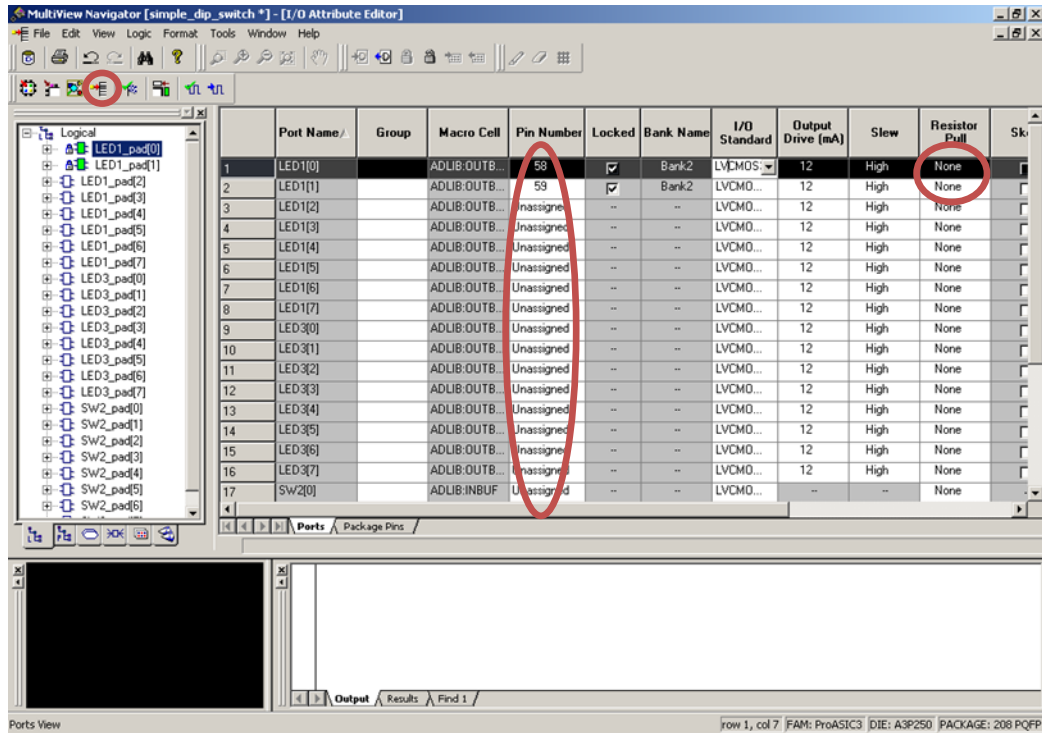 MultiView Navigator [simple_dip_switch *] - [I/O Attribute Editor]
File Edit View Logic Format Tools Window Help
Logical
LED1_pad[0]
LED1_pad[1]
LED1_pad[2]
LED1_pad[3]
LED1_pad[4]
LED1_pad[5]
LED1_pad[6]
LED1_pad[7]
LED3_pad[0]
LED3_pad[1]
LED3_pad[2]
LED3_pad[3]
LED3_pad[4]
LED3_pad[5]
LED3_pad[6]
LED3_pad[7]
SW2_pad[0]
SW2_pad[1]
SW2_pad[2]
SW2_pad[3]
SW2_pad[4]
SW2_pad[5]
SW2_pad[6]
Port Name Group Macro Cell Pin Number Locked Bank Name I/O Standard Output Drive (mA) Slew Resistor Pull
1 LED1[0] ADLIB:OUTB... 58 Bank2 LVCMOS: 12 High None
2 LED1[1] ADLIB:OUTB... 59 Bank2 LVCMO... 12 High None
3 LED1[2] ADLIB:OUTB... Unassigned -- -- LVCMO... 12 High None
4 LED1[3] ADLIB:OUTB... Unassigned -- -- LVCMO... 12 High None
5 LED1[4] ADLIB:OUTB... Unassigned -- -- LVCMO... 12 High None
6 LED1[5] ADLIB:OUTB... Unassigned -- -- LVCMO... 12 High None
7 LED1[6] ADLIB:OUTB... Unassigned -- -- LVCMO... 12 High None
8 LED1[7] ADLIB:OUTB... Unassigned -- -- LVCMO... 12 High None
9 LED3[0] ADLIB:OUTB... Unassigned -- -- LVCMO... 12 High None
10 LED3[1] ADLIB:OUTB... Unassigned -- -- LVCMO... 12 High None
11 LED3[2] ADLIB:OUTB... Unassigned -- -- LVCMO... 12 High None
12 LED3[3] ADLIB:OUTB... Unassigned -- -- LVCMO... 12 High None
13 LED3[4] ADLIB:OUTB... Unassigned -- -- LVCMO... 12 High None
14 LED3[5] ADLIB:OUTB... Unassigned -- -- LVCMO... 12 High None
15 LED3[6] ADLIB:OUTB... Unassigned -- -- LVCMO... 12 High None
16 LED3[7] ADLIB:OUTB... Unassigned -- -- LVCMO... 12 High None
17 SW2[0] ADLIB:INBUF Unassigned -- -- LVCMO... -- -- None
Ports Package Pins
Output Results Find 1
Ports View row 1, col 7 FAM: ProASIC3 DIE: A3P250 PACKAGE: 208 PQFP